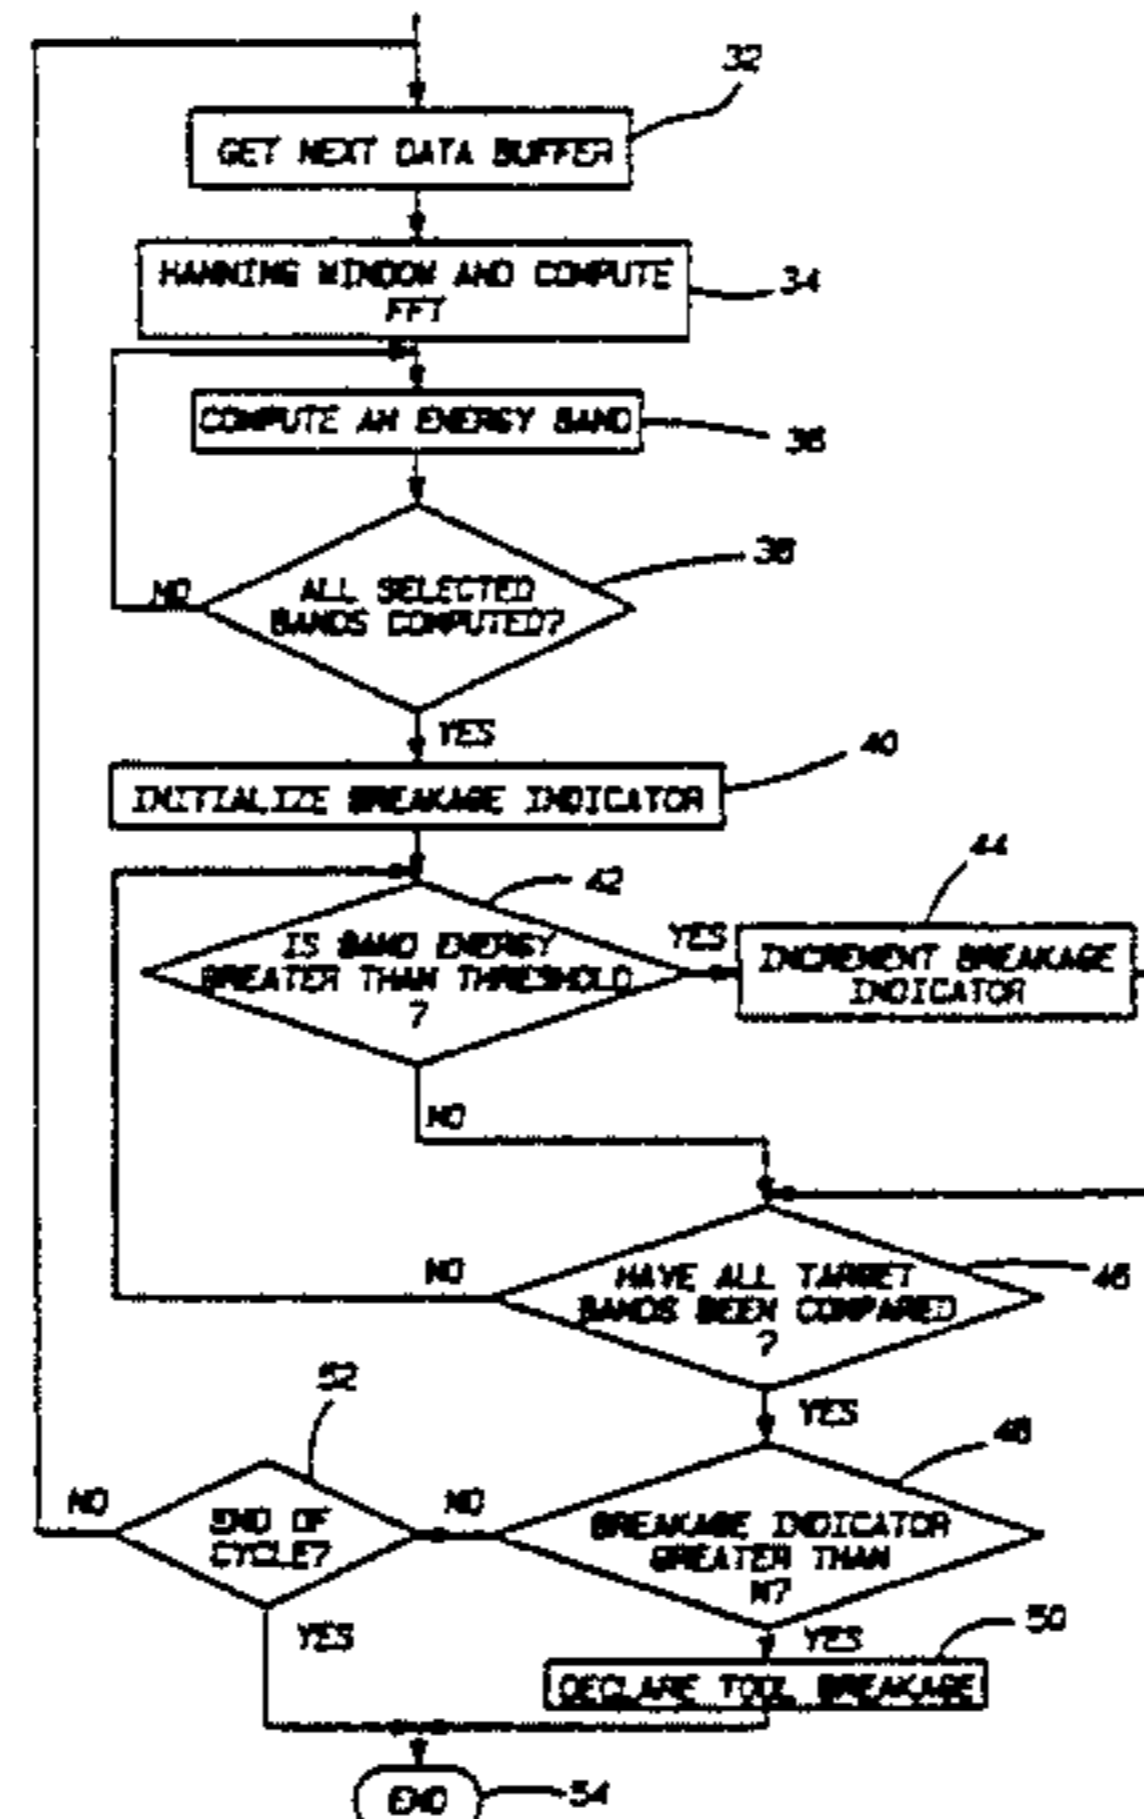 32
GET NEXT DATA BUFFER
HANNING WINDOW AND COMPUTE
FFT
34
COMPUTE AN ENERGY BAND
36
38
ALL SELECTED
BANDS COMPUTED?
NO
YES
40
INITIALIZE BREAKAGE INDICATOR
42
44
IS BAND ENERGY
GREATER THAN THRESHOLD
?
YES
INCREMENT BREAKAGE
INDICATOR
NO
NO
HAVE ALL TARGET
BANDS BEEN COMPARED
?
46
YES
52
48
NO
END OF
CYCLE?
NO
BREAKAGE INDICATOR
GREATER THAN
N?
YES
YES
50
DECLARE TOOL BREAKAGE
END
54